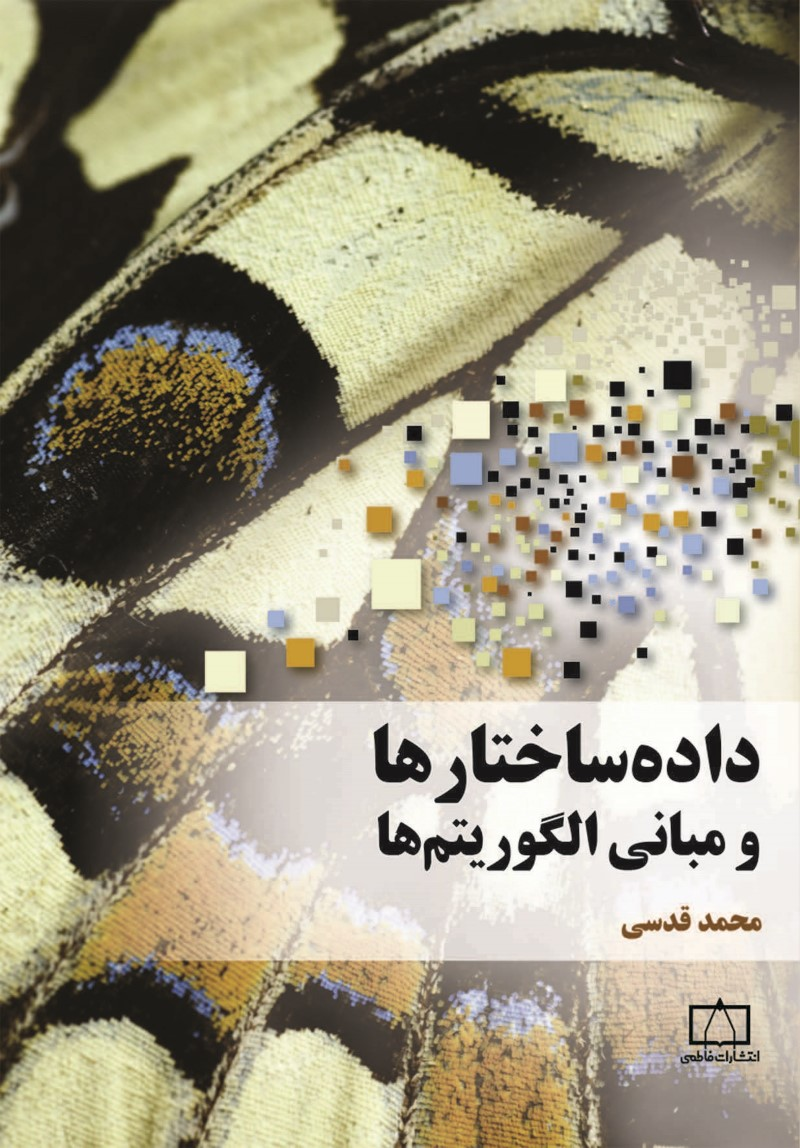 داده‌ساختارها
و مبانی الگوریتم‌ها
محمد قدسی
انتشارات فاطمی